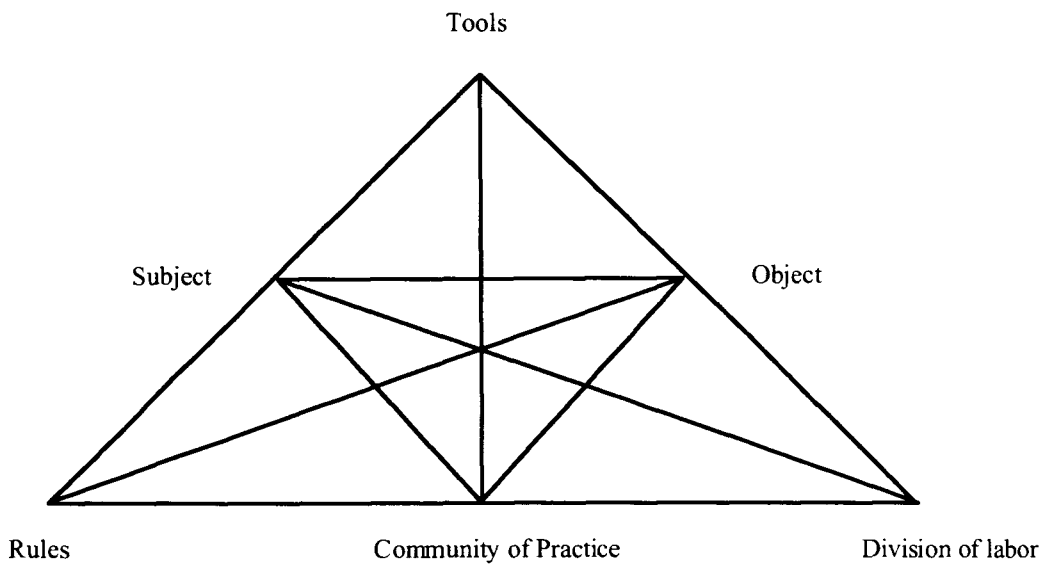 Tools
Subject
Object
Rules
Community of Practice
Division of labor